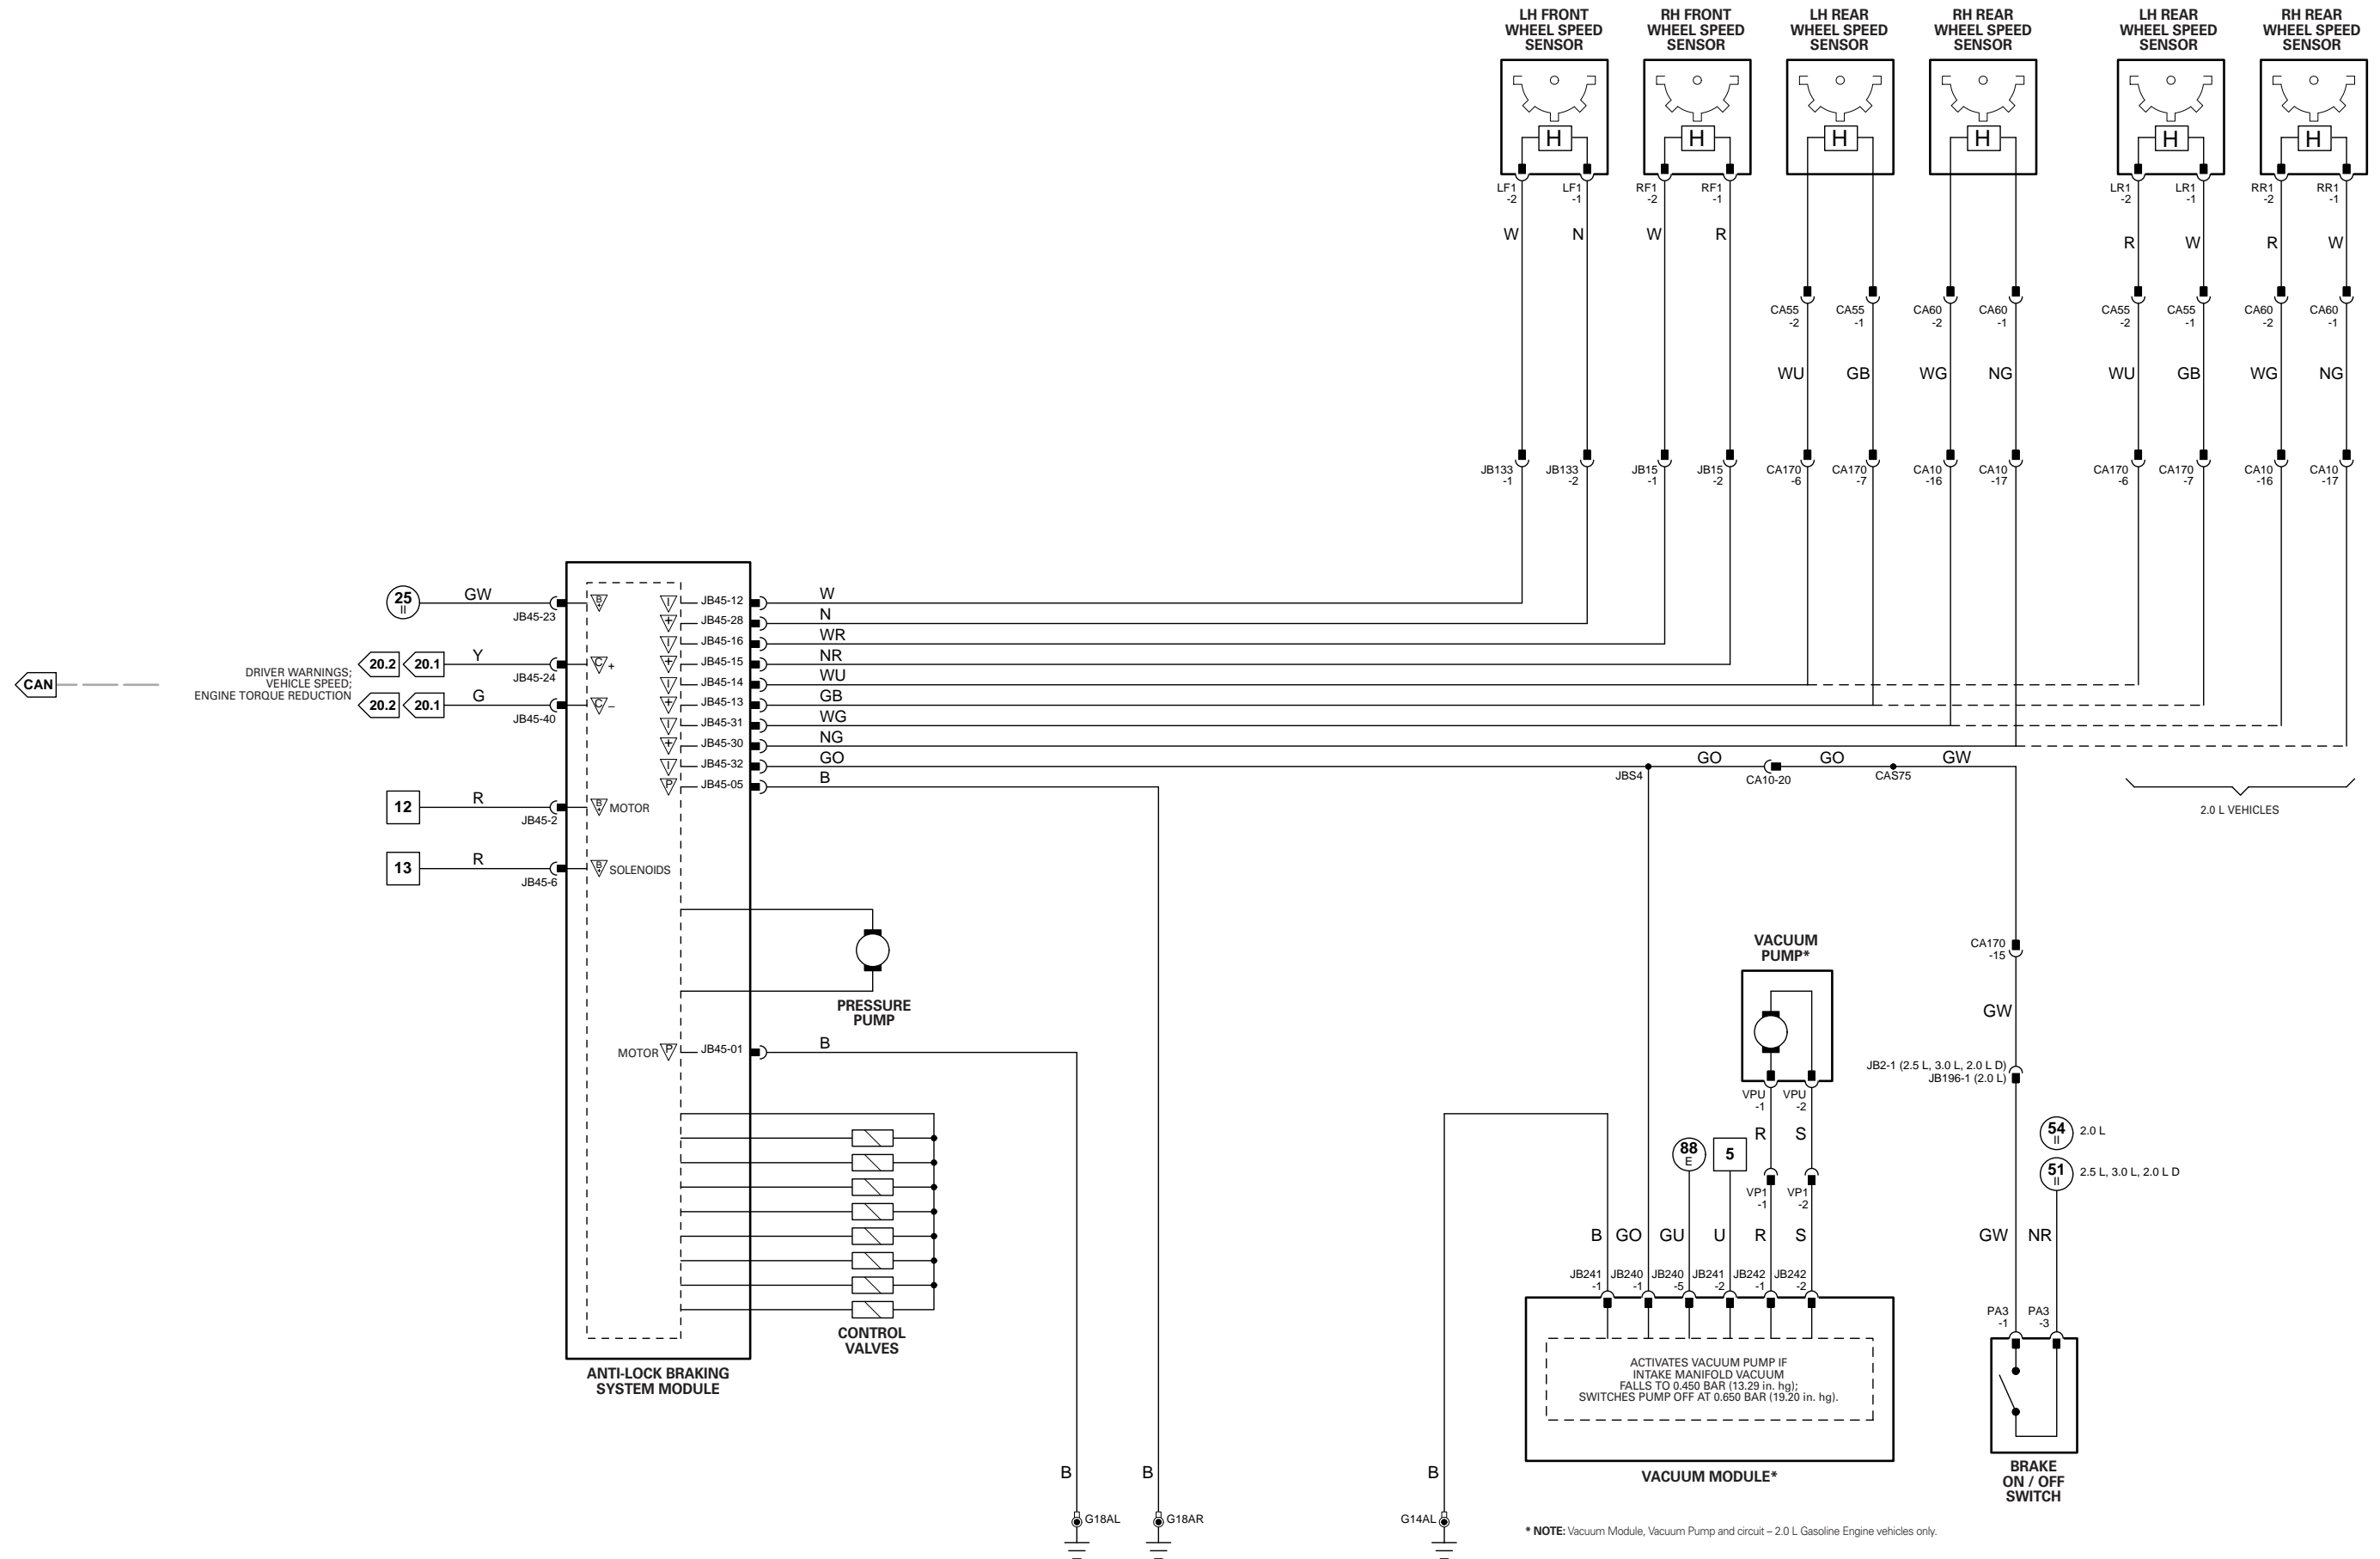 LH FRONT
WHEEL SPEED
SENSOR
RH FRONT
WHEEL SPEED
SENSOR
LH REAR
WHEEL SPEED
SENSOR
RH REAR
WHEEL SPEED
SENSOR
LH REAR
WHEEL SPEED
SENSOR
RH REAR
WHEEL SPEED
SENSOR
H H H H H H
LF1
-2
LF1
-1
RF1
-2
RF1
-1
LR1
-2
LR1
-1
RR1
-2
RR1
-1
W N W R R W R W
CA55
-2
CA55
-1
CA60
-2
CA60
-1
CA55
-2
CA55
-1
CA60
-2
CA60
-1
WU GB WG NG WU GB WG NG
JB133
-1
JB133
-2
JB15
-1
JB15
-2
CA170
-6
CA170
-7
CA10
-16
CA10
-17
CA170
-6
CA170
-7
CA10
-16
CA10
-17
25
II
GW
JB45-23
B+
I JB45-12 W
+ JB45-28 N
I JB45-16 WR
+ JB45-15 NR
I JB45-14 WU
+ JB45-13 GB
I JB45-31 WG
+ JB45-30 NG
I JB45-32 GO
P JB45-05 B
CAN
DRIVER WARNINGS;
VEHICLE SPEED;
ENGINE TORQUE REDUCTION
20.2 20.1 Y
JB45-24
C +
20.2 20.1 G
JB45-40
C –
JBS4
GO
CA10-20
GO
CAS75
GW
2.0 L VEHICLES
12 R
JB45-2
B+ MOTOR
13 R
JB45-6
B+ SOLENOIDS
PRESSURE
PUMP
MOTOR P JB45-01 B
CONTROL
VALVES
ANTI-LOCK BRAKING
SYSTEM MODULE
B
G18AL
B
G18AR
B
G14AL
VACUUM
PUMP*
VPU
-1
VPU
-2
R S
88
E
5
VP1
-1
VP1
-2
B GO GU U R S
JB241
-1
JB240
-1
JB240
-5
JB241
-2
JB242
-1
JB242
-2
ACTIVATES VACUUM PUMP IF
INTAKE MANIFOLD VACUUM
FALLS TO 0.450 BAR (13.29 in. hg);
SWITCHES PUMP OFF AT 0.650 BAR (19.20 in. hg).
VACUUM MODULE*
CA170
-15
GW
JB2-1 (2.5 L, 3.0 L, 2.0 L D)
JB196-1 (2.0 L)
54
II
2.0 L
51
II
2.5 L, 3.0 L, 2.0 L D
GW NR
PA3
-1
PA3
-3
BRAKE
ON / OFF
SWITCH
* NOTE: Vacuum Module, Vacuum Pump and circuit – 2.0 L Gasoline Engine vehicles only.